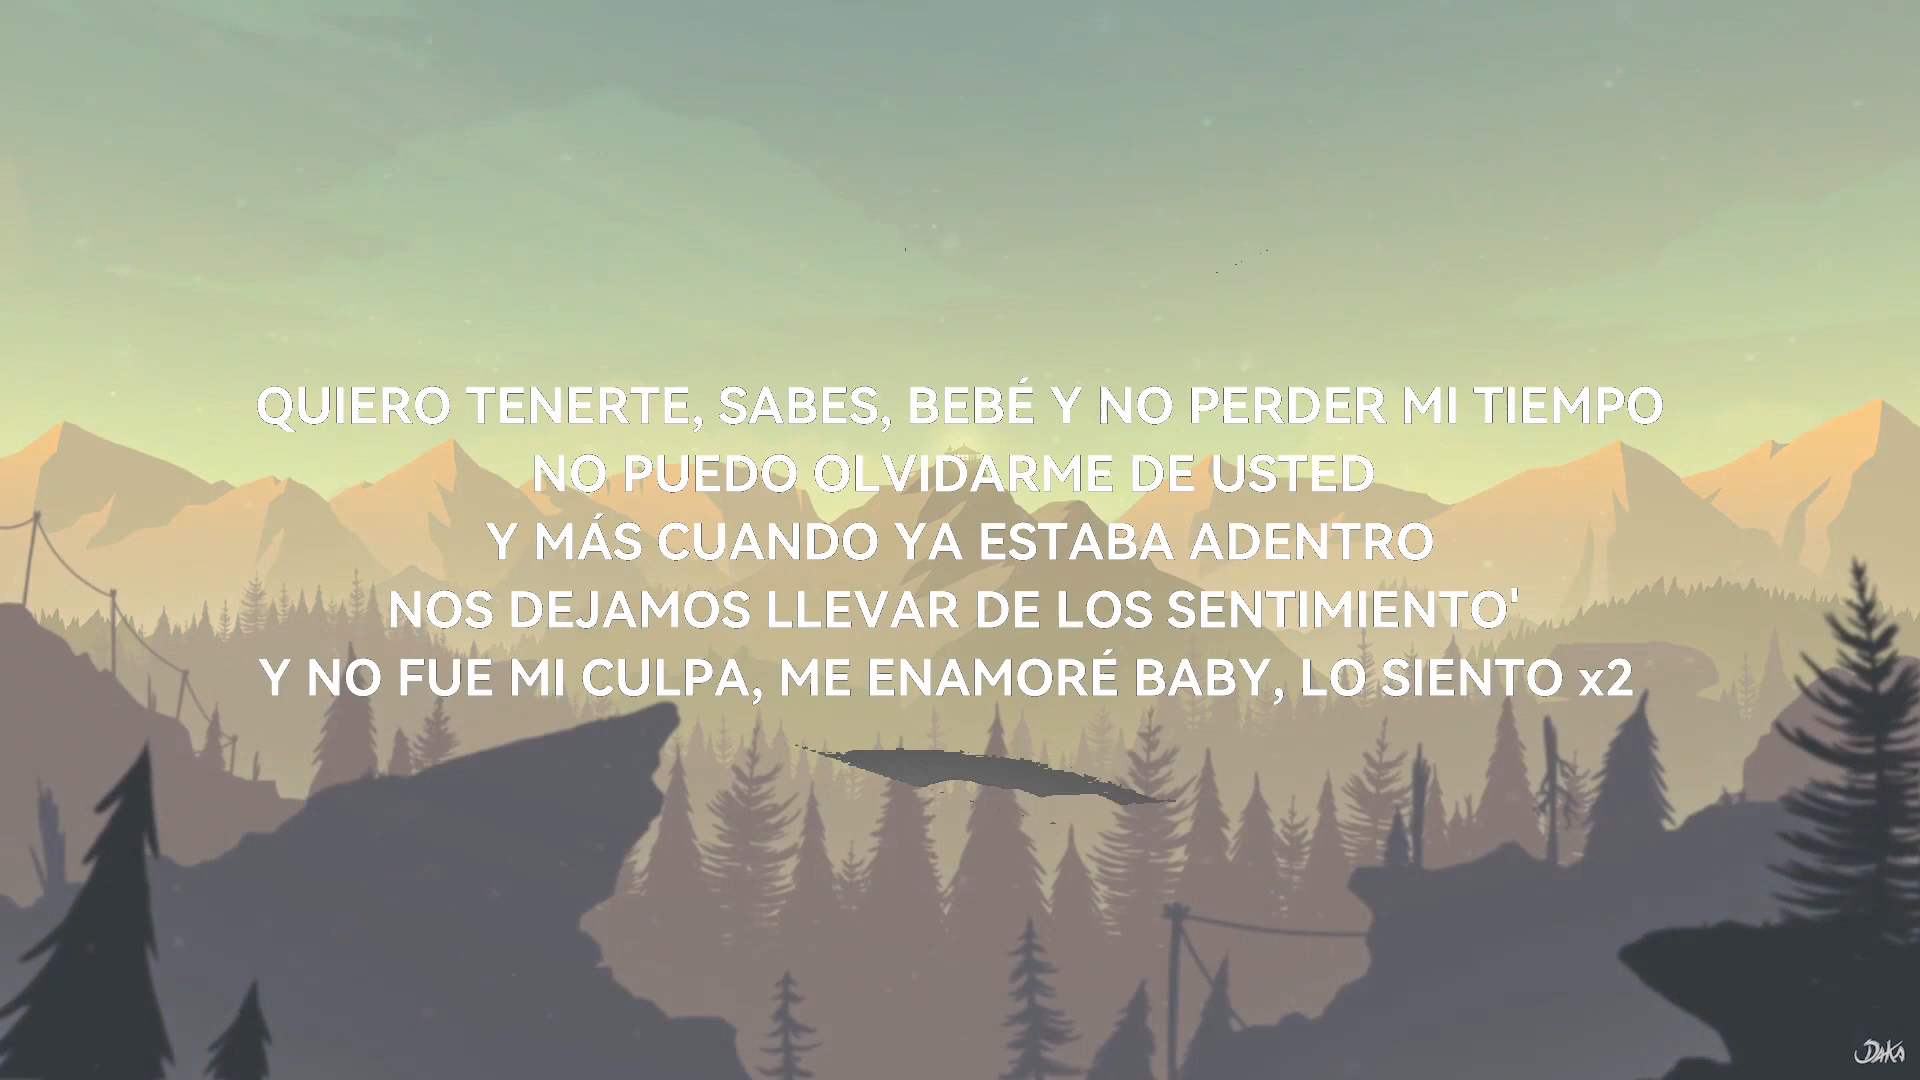 QUIERO TENERTE, SABES, BEBÉ Y NO PERDER MI TIEMPO
NO PUEDO OLVIDARME DE USTED
Y MÁS CUANDO YA ESTABA ADENTRO
NOS DEJAMOS LLEVAR DE LOS SENTIMIENTO'
Y NO FUE MI CULPA, ME ENAMORÉ BABY, LO SIENTO x2
DAKA